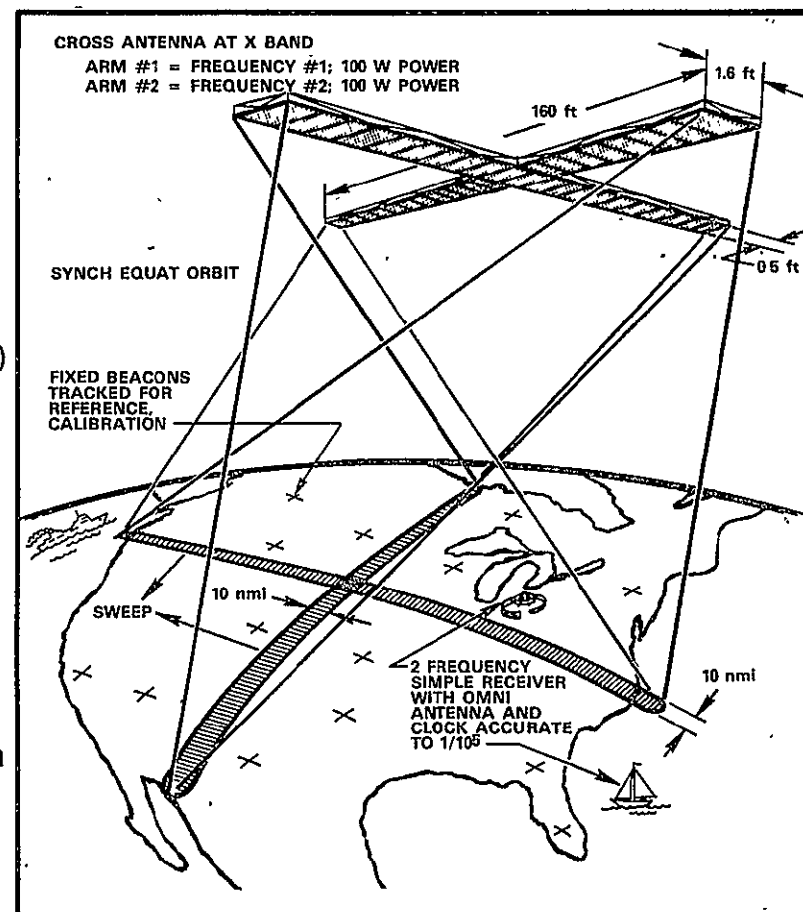 CROSS ANTENNA AT X BAND
ARM #1 = FREQUENCY #1; 100 W POWER
ARM #2 = FREQUENCY #2; 100 W POWER
1.6 ft
160 ft
0.5 ft
SYNCH EQUAT ORBIT
)
FIXED BEACONS
TRACKED FOR
REFERENCE,
CALIBRATION
SWEEP
10 nmi
2 FREQUENCY
SIMPLE RECEIVER
WITH OMNI
ANTENNA AND
CLOCK ACCURATE
TO 1/10⁵
10 nmi